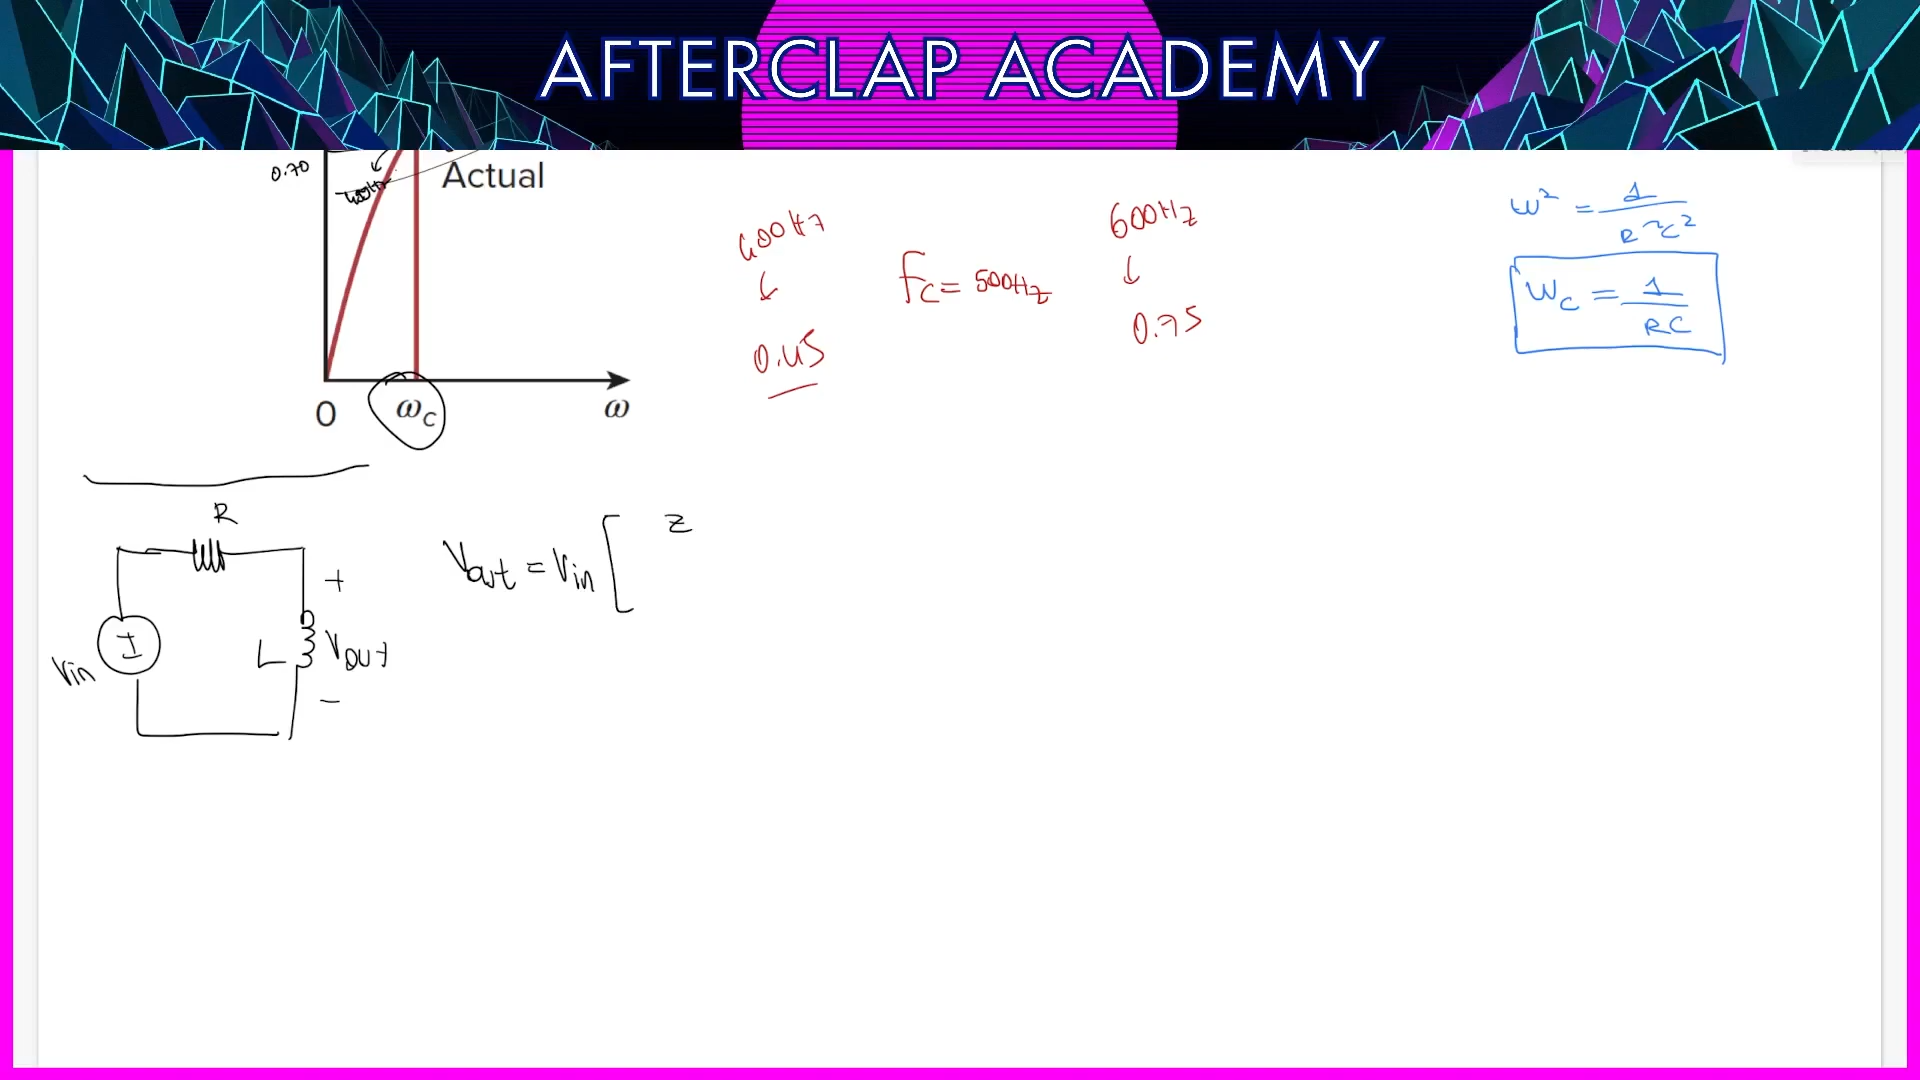 AFTERCLAP ACADEMY
0.70
Actual
0
ωc
ω
400Hz
↓
0.45
Fc = 500Hz
600Hz
↓
0.75
ω² = 1/R²C²
ωc = 1/RC
R
+
Vin
L
Vout
-
Vout = Vin [ Z